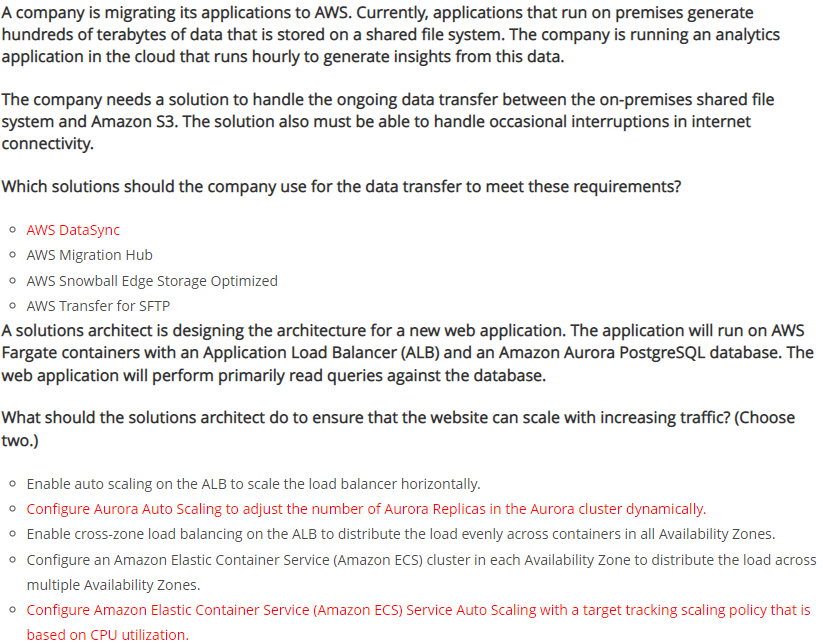 A company is migrating its applications to AWS. Currently, applications that run on premises generate
hundreds of terabytes of data that is stored on a shared file system. The company is running an analytics
application in the cloud that runs hourly to generate insights from this data.
The company needs a solution to handle the ongoing data transfer between the on-premises shared file
system and Amazon S3. The solution also must be able to handle occasional interruptions in internet
connectivity.
Which solutions should the company use for the data transfer to meet these requirements?
AWS DataSync
AWS Migration Hub
AWS Snowball Edge Storage Optimized
AWS Transfer for SFTP
A solutions architect is designing the architecture for a new web application. The application will run on AWS
Fargate containers with an Application Load Balancer (ALB) and an Amazon Aurora PostgreSQL database. The
web application will perform primarily read queries against the database.
What should the solutions architect do to ensure that the website can scale with increasing traffic? (Choose
two.)
Enable auto scaling on the ALB to scale the load balancer horizontally.
Configure Aurora Auto Scaling to adjust the number of Aurora Replicas in the Aurora cluster dynamically.
Enable cross-zone load balancing on the ALB to distribute the load evenly across containers in all Availability Zones.
Configure an Amazon Elastic Container Service (Amazon ECS) cluster in each Availability Zone to distribute the load across
multiple Availability Zones.
Configure Amazon Elastic Container Service (Amazon ECS) Service Auto Scaling with a target tracking scaling policy that is
based on CPU utilization.